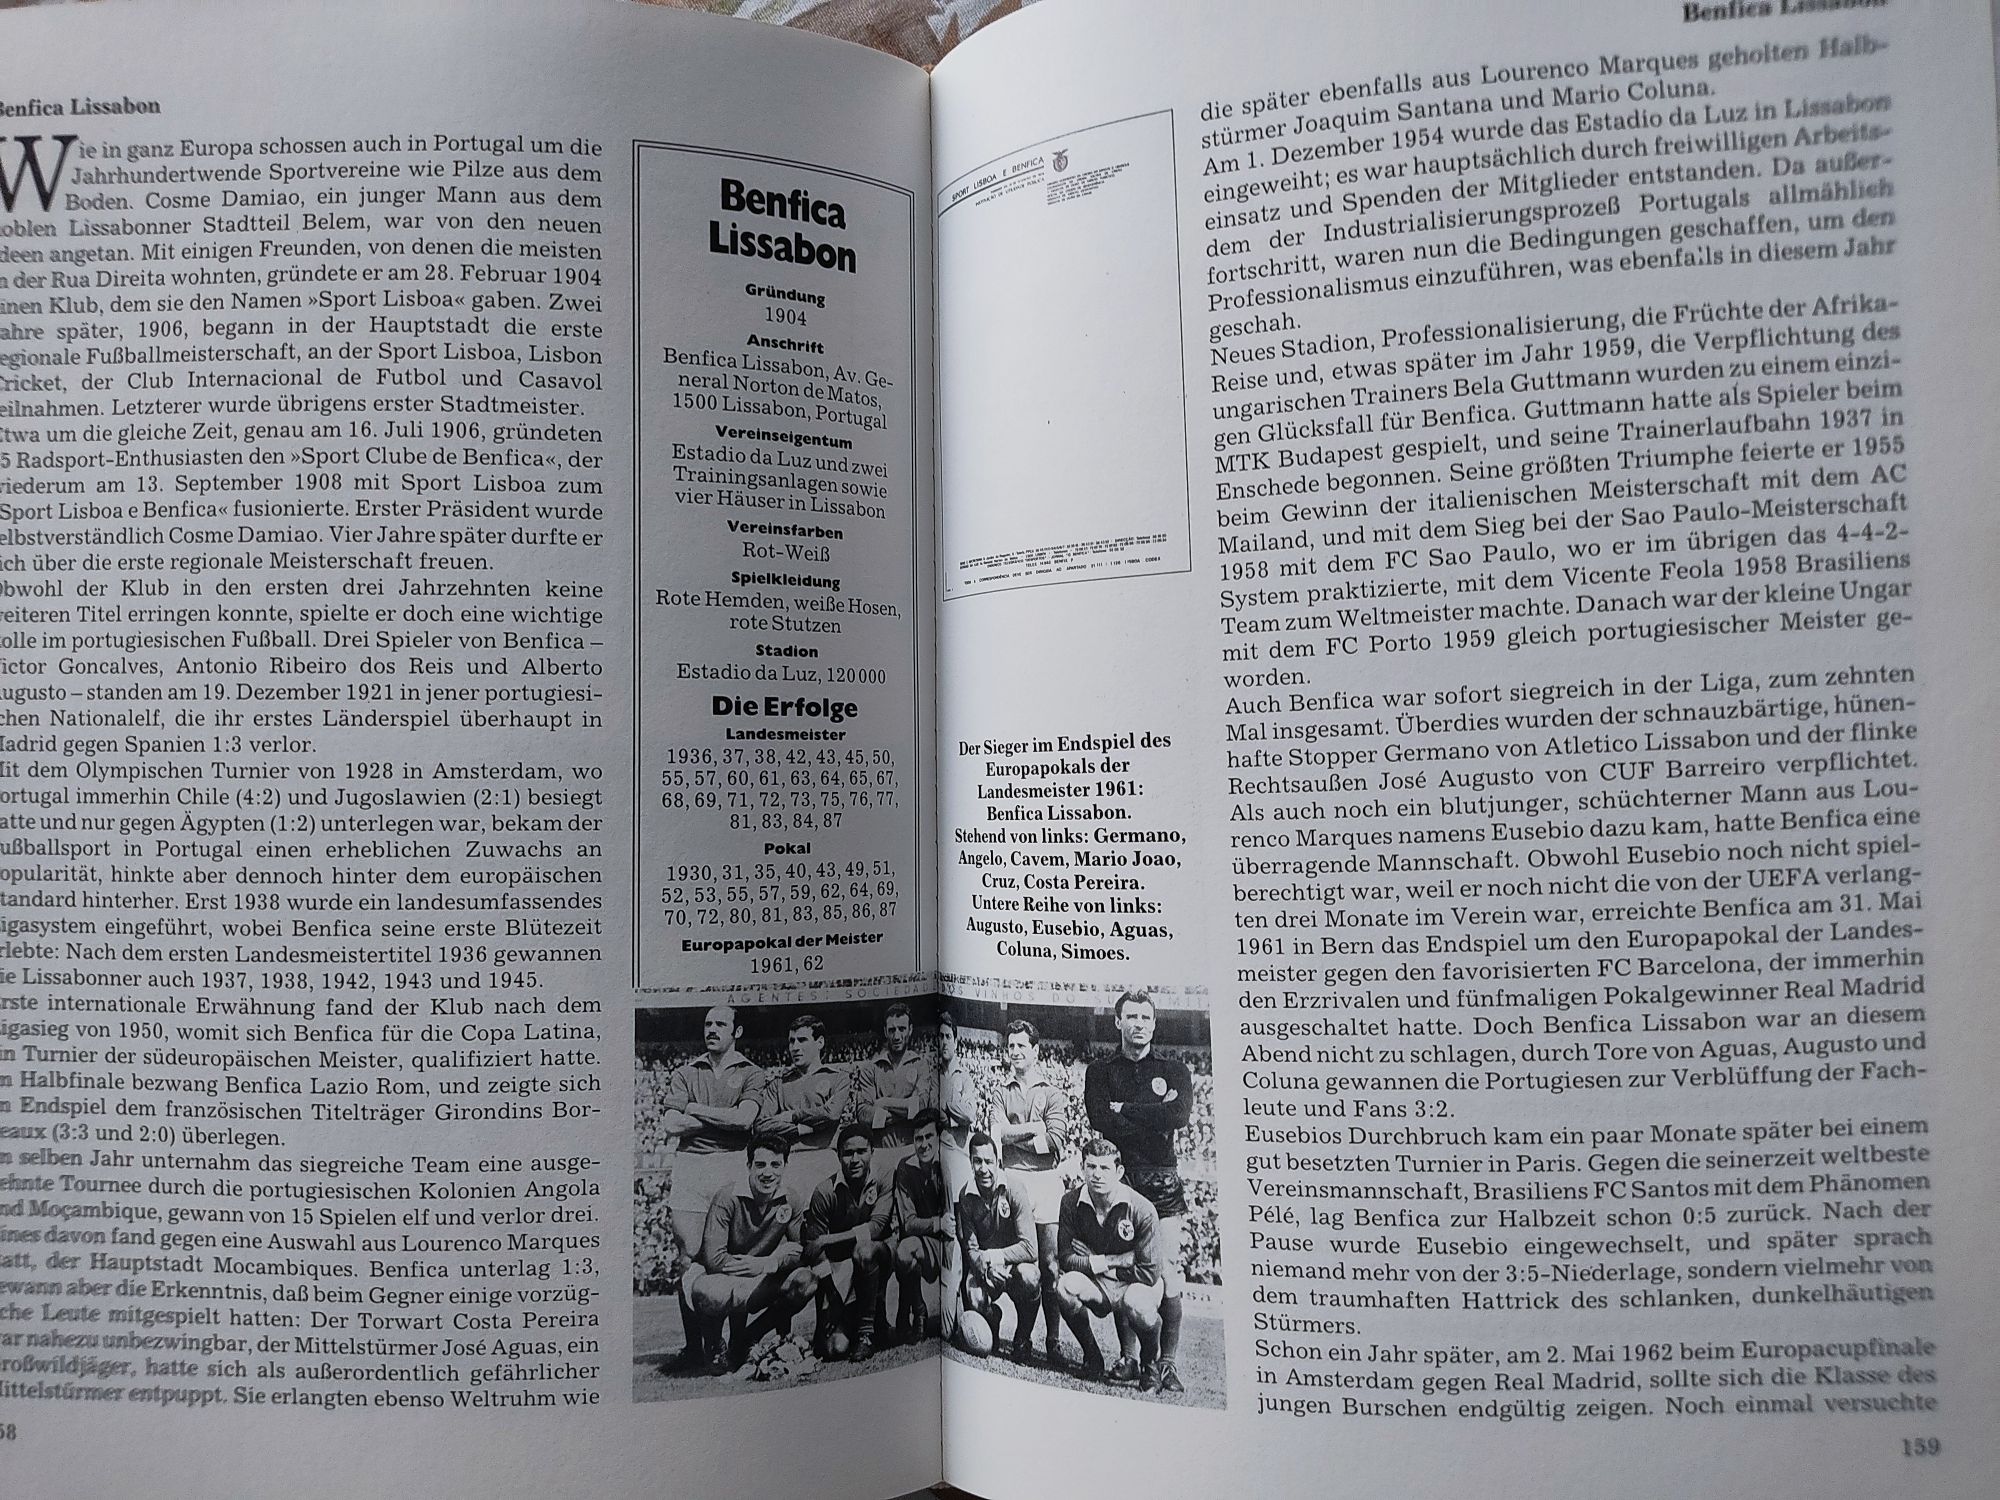 Benfica Lissabon
Wie in ganz Europa schossen auch in Portugal um die
Jahrhundertwende Sportvereine wie Pilze aus dem
Boden. Cosme Damiao, ein junger Mann aus dem
noblen Lissabonner Stadtteil Belem, war von den neuen
Ideen angetan. Mit einigen Freunden, von denen die meisten
in der Rua Direita wohnten, gründete er am 28. Februar 1904
einen Klub, dem sie den Namen »Sport Lisboa« gaben. Zwei
Jahre später, 1906, begann in der Hauptstadt die erste
regionale Fußballmeisterschaft, an der Sport Lisboa, Lisbon
Cricket, der Club Internacional de Futbol und Casavol
teilnahmen. Letzterer wurde übrigens erster Stadtmeister.
Etwa um die gleiche Zeit, genau am 16. Juli 1906, gründeten
5 Radsport-Enthusiasten den »Sport Clube de Benfica«, der
wiederum am 13. September 1908 mit Sport Lisboa zum
»Sport Lisboa e Benfica« fusionierte. Erster Präsident wurde
selbstverständlich Cosme Damiao. Vier Jahre später durfte er
sich über die erste regionale Meisterschaft freuen.
Obwohl der Klub in den ersten drei Jahrzehnten keine
weiteren Titel erringen konnte, spielte er doch eine wichtige
Rolle im portugiesischen Fußball. Drei Spieler von Benfica –
Victor Goncalves, Antonio Ribeiro dos Reis und Alberto
Augusto – standen am 19. Dezember 1921 in jener portugiesi-
schen Nationalelf, die ihr erstes Länderspiel überhaupt in
Madrid gegen Spanien 1:3 verlor.
Mit dem Olympischen Turnier von 1928 in Amsterdam, wo
Portugal immerhin Chile (4:2) und Jugoslawien (2:1) besiegt
hatte und nur gegen Ägypten (1:2) unterlegen war, bekam der
Fußballsport in Portugal einen erheblichen Zuwachs an
Popularität, hinkte aber dennoch hinter dem europäischen
Standard hinterher. Erst 1938 wurde ein landesumfassendes
Ligasystem eingeführt, wobei Benfica seine erste Blütezeit
erlebte: Nach dem ersten Landesmeistertitel 1936 gewannen
die Lissabonner auch 1937, 1938, 1942, 1943 und 1945.
Erste internationale Erwähnung fand der Klub nach dem
Ligasieg von 1950, womit sich Benfica für die Copa Latina,
ein Turnier der südeuropäischen Meister, qualifiziert hatte.
Im Halbfinale bezwang Benfica Lazio Rom, und zeigte sich
im Endspiel dem französischen Titelträger Girondins Bor-
deaux (3:3 und 2:0) überlegen.
Im selben Jahr unternahm das siegreiche Team eine ausge-
dehnte Tournee durch die portugiesischen Kolonien Angola
und Moçambique, gewann von 15 Spielen elf und verlor drei.
Eines davon fand gegen eine Auswahl aus Lourenco Marques
statt, der Hauptstadt Mocambiques. Benfica unterlag 1:3,
gewann aber die Erkenntnis, daß beim Gegner einige vorzüg-
liche Leute mitgespielt hatten: Der Torwart Costa Pereira
war nahezu unbezwingbar, der Mittelstürmer José Aguas, ein
Großwildjäger, hatte sich als außerordentlich gefährlicher
Mittelstürmer entpuppt. Sie erlangten ebenso Weltruhm wie
58
Benfica
Lissabon
Gründung
1904
Anschrift
Benfica Lissabon, Av. Ge-
neral Norton de Matos,
1500 Lissabon, Portugal
Vereinseigentum
Estadio da Luz und zwei
Trainingsanlagen sowie
vier Häuser in Lissabon
Vereinsfarben
Rot-Weiß
Spielkleidung
Rote Hemden, weiße Hosen,
rote Stutzen
Stadion
Estadio da Luz, 120 000
Die Erfolge
Landesmeister
1936, 37, 38, 42, 43, 45, 50,
55, 57, 60, 61, 63, 64, 65, 67,
68, 69, 71, 72, 73, 75, 76, 77,
81, 83, 84, 87
Pokal
1930, 31, 35, 40, 43, 49, 51,
52, 53, 55, 57, 59, 62, 64, 69,
70, 72, 80, 81, 83, 85, 86, 87
Europapokal der Meister
1961, 62
SPORT LISBOA E BENFICA
Der Sieger im Endspiel des
Europapokals der
Landesmeister 1961:
Benfica Lissabon.
Stehend von links: Germano,
Angelo, Cavem, Mario Joao,
Cruz, Costa Pereira.
Untere Reihe von links:
Augusto, Eusebio, Aguas,
Coluna, Simoes.
AGENTES: SOCIEDADE DOS VINHOS DO
Benfica Lissabon
die später ebenfalls aus Lourenco Marques geholten Halb-
stürmer Joaquim Santana und Mario Coluna.
Am 1. Dezember 1954 wurde das Estadio da Luz in Lissabon
eingeweiht; es war hauptsächlich durch freiwilligen Arbeits-
einsatz und Spenden der Mitglieder entstanden. Da außer-
dem der Industrialisierungsprozeß Portugals allmählich
fortschritt, waren nun die Bedingungen geschaffen, um den
Professionalismus einzuführen, was ebenfalls in diesem Jahr
geschah.
Neues Stadion, Professionalisierung, die Früchte der Afrika-
Reise und, etwas später im Jahr 1959, die Verpflichtung des
ungarischen Trainers Bela Guttmann wurden zu einem einzi-
gen Glücksfall für Benfica. Guttmann hatte als Spieler beim
MTK Budapest gespielt, und seine Trainerlaufbahn 1937 in
Enschede begonnen. Seine größten Triumphe feierte er 1955
beim Gewinn der italienischen Meisterschaft mit dem AC
Mailand, und mit dem Sieg bei der Sao Paulo-Meisterschaft
1958 mit dem FC Sao Paulo, wo er im übrigen das 4-4-2-
System praktizierte, mit dem Vicente Feola 1958 Brasiliens
Team zum Weltmeister machte. Danach war der kleine Ungar
mit dem FC Porto 1959 gleich portugiesischer Meister ge-
worden.
Auch Benfica war sofort siegreich in der Liga, zum zehnten
Mal insgesamt. Überdies wurden der schnauzbärtige, hünen-
hafte Stopper Germano von Atletico Lissabon und der flinke
Rechtsaußen José Augusto von CUF Barreiro verpflichtet.
Als auch noch ein blutjunger, schüchterner Mann aus Lou-
renco Marques namens Eusebio dazu kam, hatte Benfica eine
überragende Mannschaft. Obwohl Eusebio noch nicht spiel-
berechtigt war, weil er noch nicht die von der UEFA verlang-
ten drei Monate im Verein war, erreichte Benfica am 31. Mai
1961 in Bern das Endspiel um den Europapokal der Landes-
meister gegen den favorisierten FC Barcelona, der immerhin
den Erzrivalen und fünfmaligen Pokalgewinner Real Madrid
ausgeschaltet hatte. Doch Benfica Lissabon war an diesem
Abend nicht zu schlagen, durch Tore von Aguas, Augusto und
Coluna gewannen die Portugiesen zur Verblüffung der Fach-
leute und Fans 3:2.
Eusebios Durchbruch kam ein paar Monate später bei einem
gut besetzten Turnier in Paris. Gegen die seinerzeit weltbeste
Vereinsmannschaft, Brasiliens FC Santos mit dem Phänomen
Pélé, lag Benfica zur Halbzeit schon 0:5 zurück. Nach der
Pause wurde Eusebio eingewechselt, und später sprach
niemand mehr von der 3:5-Niederlage, sondern vielmehr von
dem traumhaften Hattrick des schlanken, dunkelhäutigen
Stürmers.
Schon ein Jahr später, am 2. Mai 1962 beim Europacupfinale
in Amsterdam gegen Real Madrid, sollte sich die Klasse des
jungen Burschen endgültig zeigen. Noch einmal versuchte
159